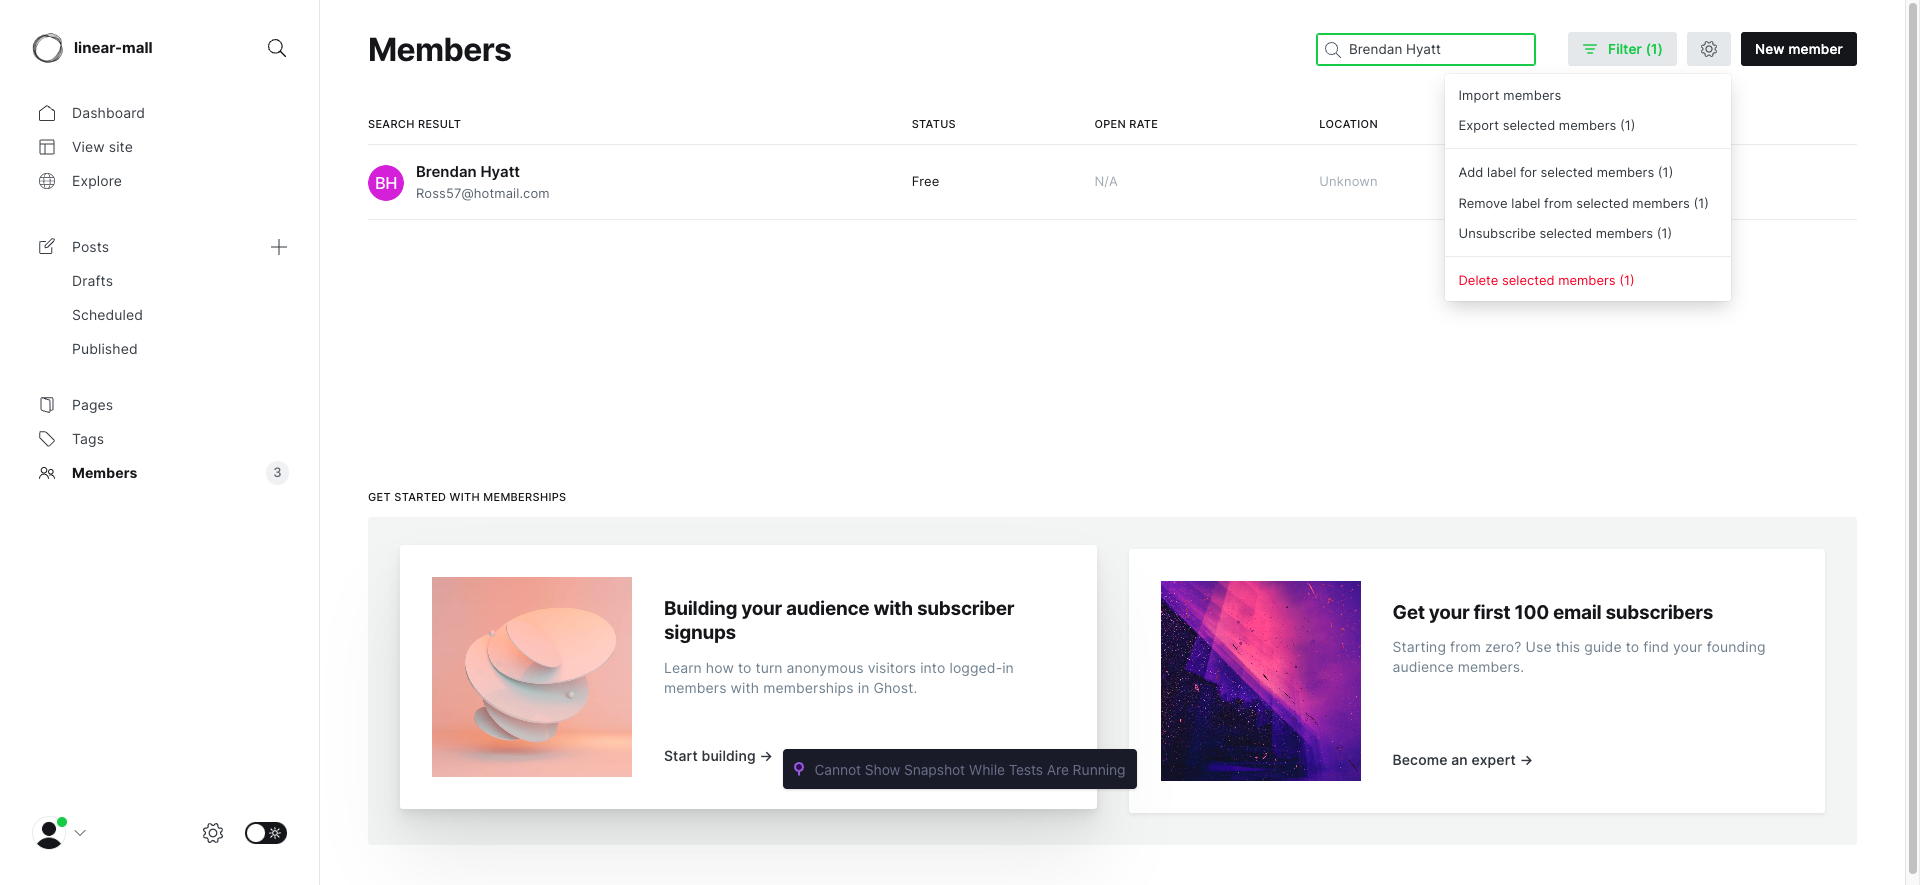 linear-mall
Dashboard
View site
Explore
Posts
Drafts
Scheduled
Published
Pages
Tags
Members
3
Members
Brendan Hyatt
Filter (1)
New member
SEARCH RESULT
STATUS
OPEN RATE
LOCATION
BH
Brendan Hyatt
Ross57@hotmail.com
Free
N/A
Unknown
Import members
Export selected members (1)
Add label for selected members (1)
Remove label from selected members (1)
Unsubscribe selected members (1)
Delete selected members (1)
GET STARTED WITH MEMBERSHIPS
Building your audience with subscriber
signups
Learn how to turn anonymous visitors into logged-in
members with memberships in Ghost.
Start building →
Get your first 100 email subscribers
Starting from zero? Use this guide to find your founding
audience members.
Become an expert →
Cannot Show Snapshot While Tests Are Running